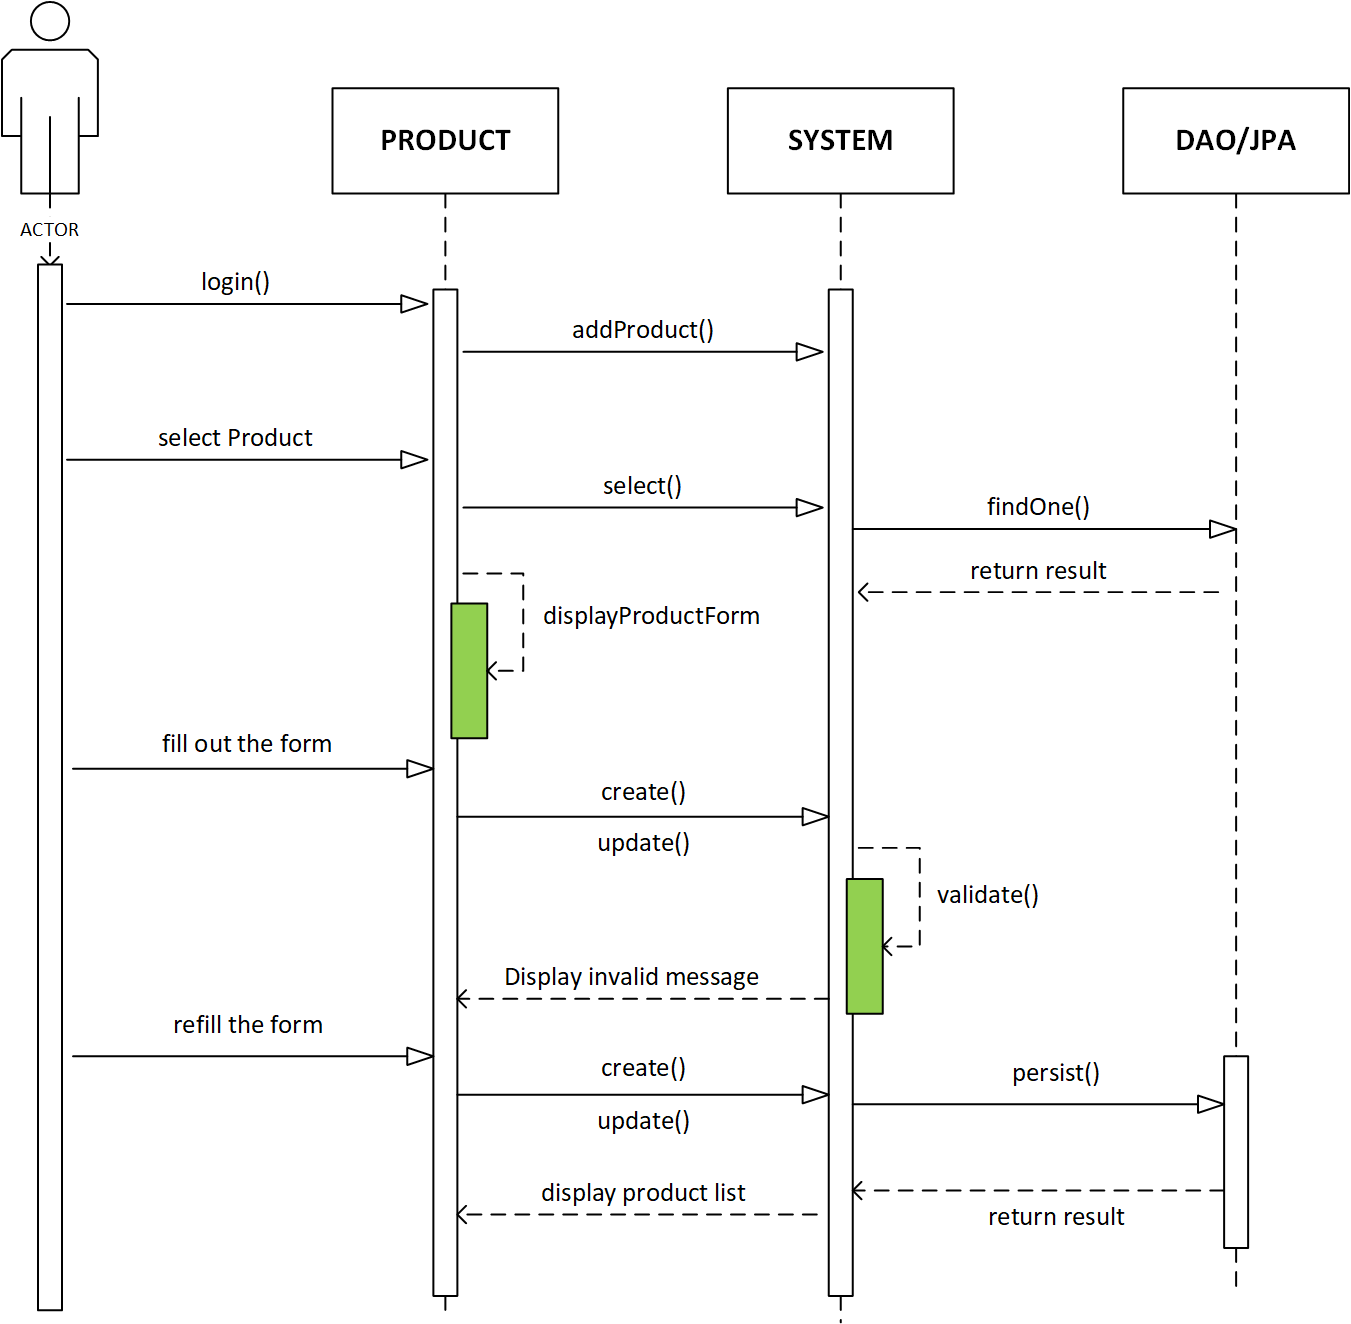 PRODUCT
SYSTEM
DAO/JPA
ACTOR
login()
addProduct()
select Product
select()
findOne()
return result
displayProductForm
fill out the form
create()
update()
validate()
Display invalid message
refill the form
create()
persist()
update()
display product list
return result